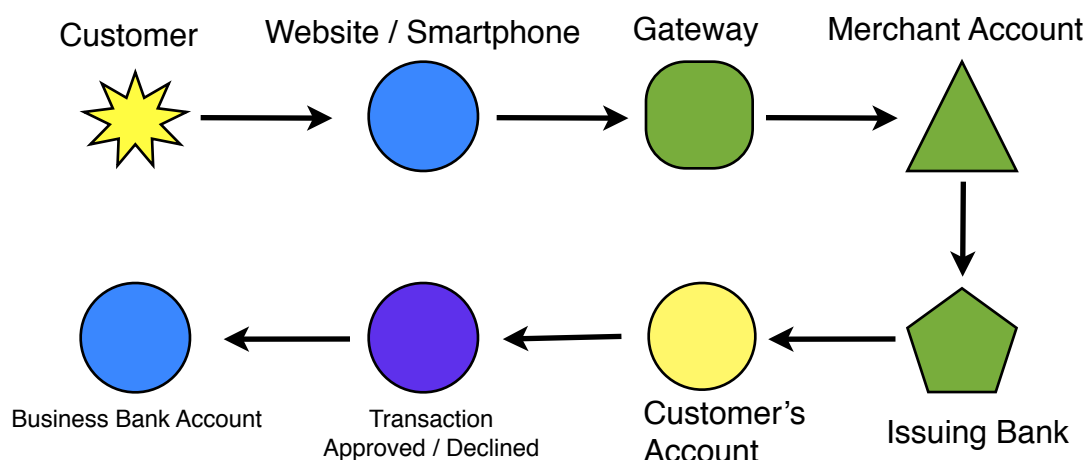 Customer
Website / Smartphone
Gateway
Merchant Account
Business Bank Account
Transaction
Approved / Declined
Customer’s
Account
Issuing Bank